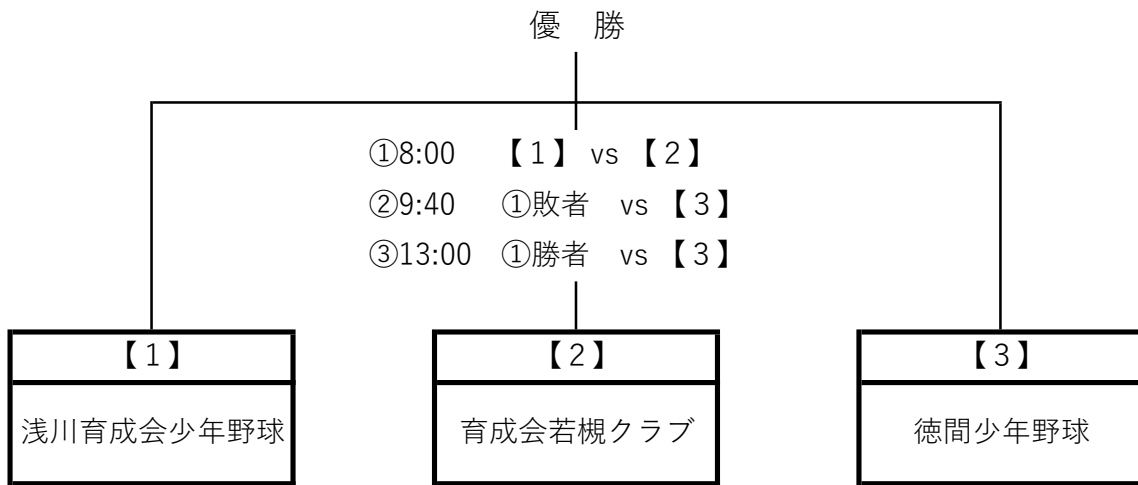 優　勝
①8:00　【１】 vs 【２】
②9:40　①敗者　vs 【３】
③13:00　①勝者　vs 【３】
【１】
【２】
【３】
浅川育成会少年野球
育成会若槻クラブ
徳間少年野球